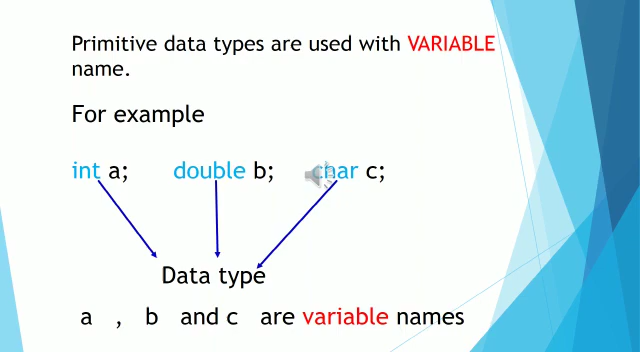 Primitive data types are used with VARIABLE
name.
For example
int a; double b; char c;
Data type
a , b and c are variable names